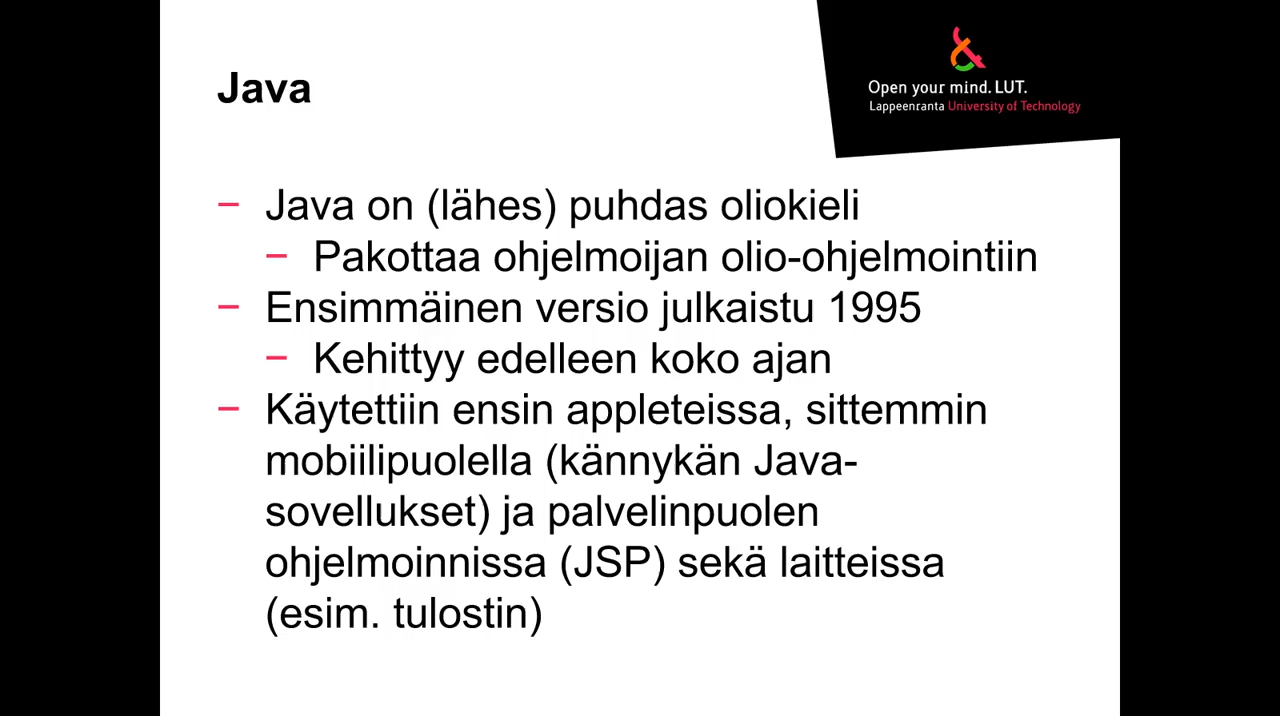 Java
Open your mind. LUT.
Lappeenranta University of Technology
– Java on (lähes) puhdas oliokieli
– Pakottaa ohjelmoijan olio-ohjelmointiin
– Ensimmäinen versio julkaistu 1995
– Kehittyy edelleen koko ajan
– Käytettiin ensin appleteissa, sittemmin
mobiilipuolella (kännykän Java-
sovellukset) ja palvelinpuolen
ohjelmoinnissa (JSP) sekä laitteissa
(esim. tulostin)